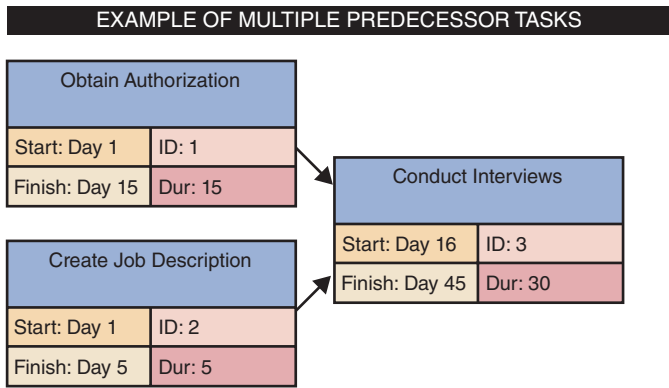 EXAMPLE OF MULTIPLE PREDECESSOR TASKS
Obtain Authorization
Start: Day 1
ID: 1
Finish: Day 15
Dur: 15
Create Job Description
Start: Day 1
ID: 2
Finish: Day 5
Dur: 5
Conduct Interviews
Start: Day 16
ID: 3
Finish: Day 45
Dur: 30